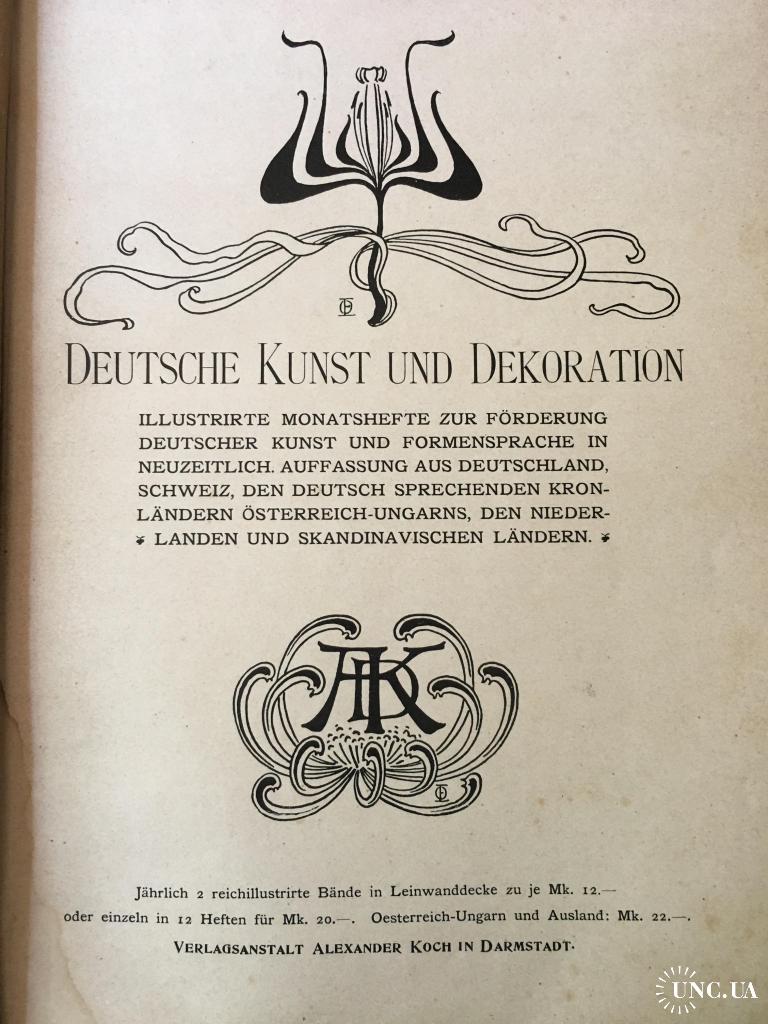 DEUTSCHE KUNST UND DEKORATION
ILLUSTRIRTE MONATSHEFTE ZUR FÖRDERUNG
DEUTSCHER KUNST UND FORMENSPRACHE IN
NEUZEITLICH. AUFFASSUNG AUS DEUTSCHLAND,
SCHWEIZ, DEN DEUTSCH SPRECHENDEN KRON-
LÄNDERN ÖSTERREICH-UNGARNS, DEN NIEDER-
LANDEN UND SKANDINAVISCHEN LÄNDERN.
Jährlich 2 reichillustrirte Bände in Leinwanddecke zu je Mk. 12.—
oder einzeln in 12 Heften für Mk. 20.—. Oesterreich-Ungarn und Ausland: Mk. 22.—.
VERLAGSANSTALT ALEXANDER KOCH IN DARMSTADT.
UNC.UA